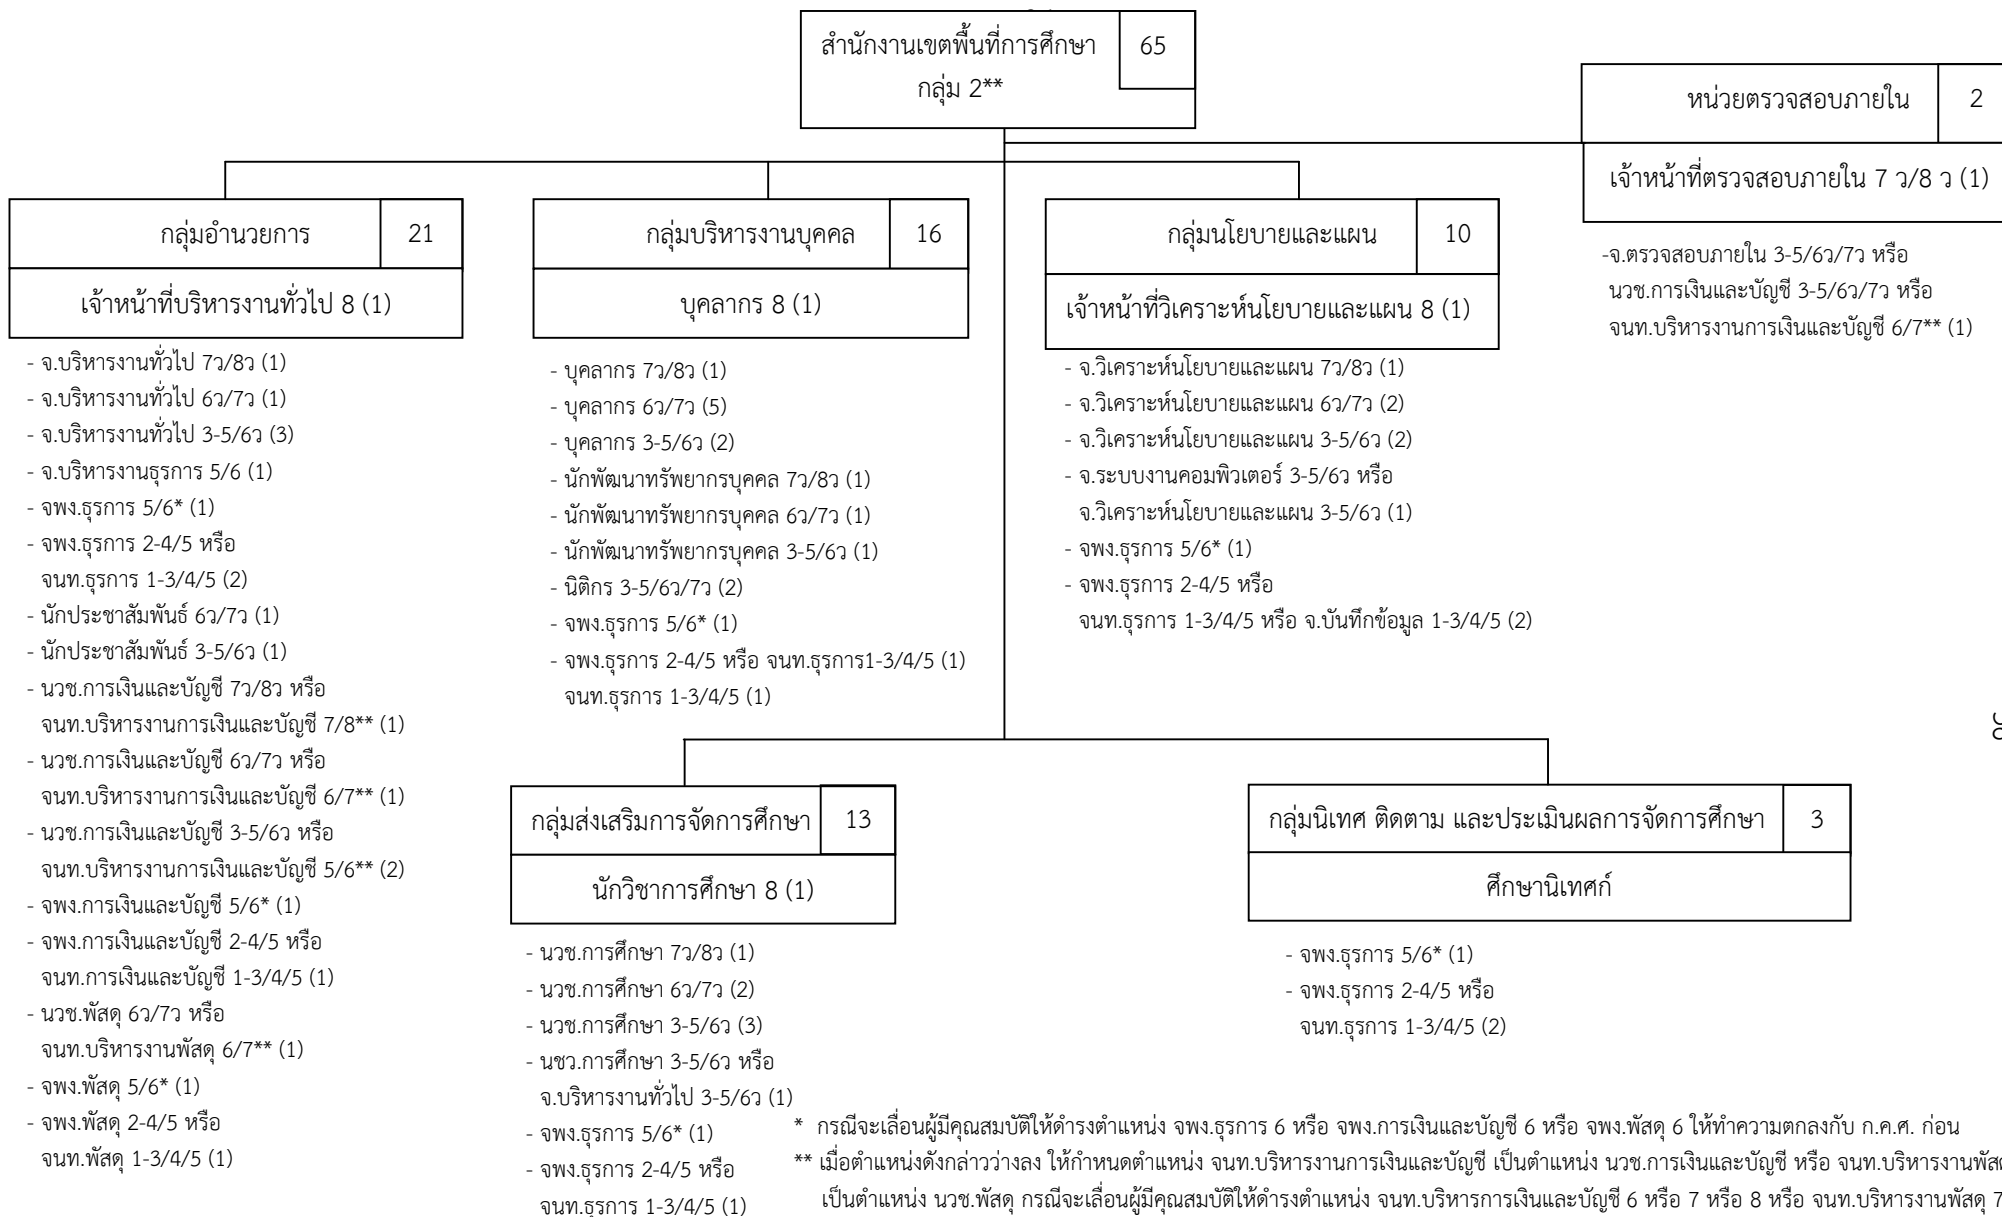 สำนักงานเขตพื้นที่การศึกษา 65
กลุ่ม 2**
หน่วยตรวจสอบภายใน 2
เจ้าหน้าที่ตรวจสอบภายใน 7 ว/8 ว (1)
-จ.ตรวจสอบภายใน 3-5/6ว/7ว หรือ
นวช.การเงินและบัญชี 3-5/6ว/7ว หรือ
จนท.บริหารงานการเงินและบัญชี 6/7** (1)
กลุ่มอำนวยการ 21
เจ้าหน้าที่บริหารงานทั่วไป 8 (1)
- จ.บริหารงานทั่วไป 7ว/8ว (1)
- จ.บริหารงานทั่วไป 6ว/7ว (1)
- จ.บริหารงานทั่วไป 3-5/6ว (3)
- จ.บริหารงานธุรการ 5/6 (1)
- จพง.ธุรการ 5/6* (1)
- จพง.ธุรการ 2-4/5 หรือ
จนท.ธุรการ 1-3/4/5 (2)
- นักประชาสัมพันธ์ 6ว/7ว (1)
- นักประชาสัมพันธ์ 3-5/6ว (1)
- นวช.การเงินและบัญชี 7ว/8ว หรือ
จนท.บริหารงานการเงินและบัญชี 7/8** (1)
- นวช.การเงินและบัญชี 6ว/7ว หรือ
จนท.บริหารงานการเงินและบัญชี 6/7** (1)
- นวช.การเงินและบัญชี 3-5/6ว หรือ
จนท.บริหารงานการเงินและบัญชี 5/6** (2)
- จพง.การเงินและบัญชี 5/6* (1)
- จพง.การเงินและบัญชี 2-4/5 หรือ
จนท.การเงินและบัญชี 1-3/4/5 (1)
- นวช.พัสดุ 6ว/7ว หรือ
จนท.บริหารงานพัสดุ 6/7** (1)
- จพง.พัสดุ 5/6* (1)
- จพง.พัสดุ 2-4/5 หรือ
จนท.พัสดุ 1-3/4/5 (1)
กลุ่มบริหารงานบุคคล 16
บุคลากร 8 (1)
- บุคลากร 7ว/8ว (1)
- บุคลากร 6ว/7ว (5)
- บุคลากร 3-5/6ว (2)
- นักพัฒนาทรัพยากรบุคคล 7ว/8ว (1)
- นักพัฒนาทรัพยากรบุคคล 6ว/7ว (1)
- นักพัฒนาทรัพยากรบุคคล 3-5/6ว (1)
- นิติกร 3-5/6ว/7ว (2)
- จพง.ธุรการ 5/6* (1)
- จพง.ธุรการ 2-4/5 หรือ จนท.ธุรการ1-3/4/5 (1)
จนท.ธุรการ 1-3/4/5 (1)
กลุ่มนโยบายและแผน 10
เจ้าหน้าที่วิเคราะห์นโยบายและแผน 8 (1)
- จ.วิเคราะห์นโยบายและแผน 7ว/8ว (1)
- จ.วิเคราะห์นโยบายและแผน 6ว/7ว (2)
- จ.วิเคราะห์นโยบายและแผน 3-5/6ว (2)
- จ.ระบบงานคอมพิวเตอร์ 3-5/6ว หรือ
จ.วิเคราะห์นโยบายและแผน 3-5/6ว (1)
- จพง.ธุรการ 5/6* (1)
- จพง.ธุรการ 2-4/5 หรือ
จนท.ธุรการ 1-3/4/5 หรือ จ.บันทึกข้อมูล 1-3/4/5 (2)
กลุ่มส่งเสริมการจัดการศึกษา 13
นักวิชาการศึกษา 8 (1)
- นวช.การศึกษา 7ว/8ว (1)
- นวช.การศึกษา 6ว/7ว (2)
- นวช.การศึกษา 3-5/6ว (3)
- นชว.การศึกษา 3-5/6ว หรือ
จ.บริหารงานทั่วไป 3-5/6ว (1)
- จพง.ธุรการ 5/6* (1)
- จพง.ธุรการ 2-4/5 หรือ
จนท.ธุรการ 1-3/4/5 (1)
กลุ่มนิเทศ ติดตาม และประเมินผลการจัดการศึกษา 3
ศึกษานิเทศก์
- จพง.ธุรการ 5/6* (1)
- จพง.ธุรการ 2-4/5 หรือ
จนท.ธุรการ 1-3/4/5 (2)
* กรณีจะเลื่อนผู้มีคุณสมบัติให้ดำรงตำแหน่ง จพง.ธุรการ 6 หรือ จพง.การเงินและบัญชี 6 หรือ จพง.พัสดุ 6 ให้ทำความตกลงกับ ก.ค.ศ. ก่อน
** เมื่อตำแหน่งดังกล่าวว่างลง ให้กำหนดตำแหน่ง จนท.บริหารงานการเงินและบัญชี เป็นตำแหน่ง นวช.การเงินและบัญชี หรือ จนท.บริหารงานพัสดุ
เป็นตำแหน่ง นวช.พัสดุ กรณีจะเลื่อนผู้มีคุณสมบัติให้ดำรงตำแหน่ง จนท.บริหารการเงินและบัญชี 6 หรือ 7 หรือ 8 หรือ จนท.บริหารงานพัสดุ 7